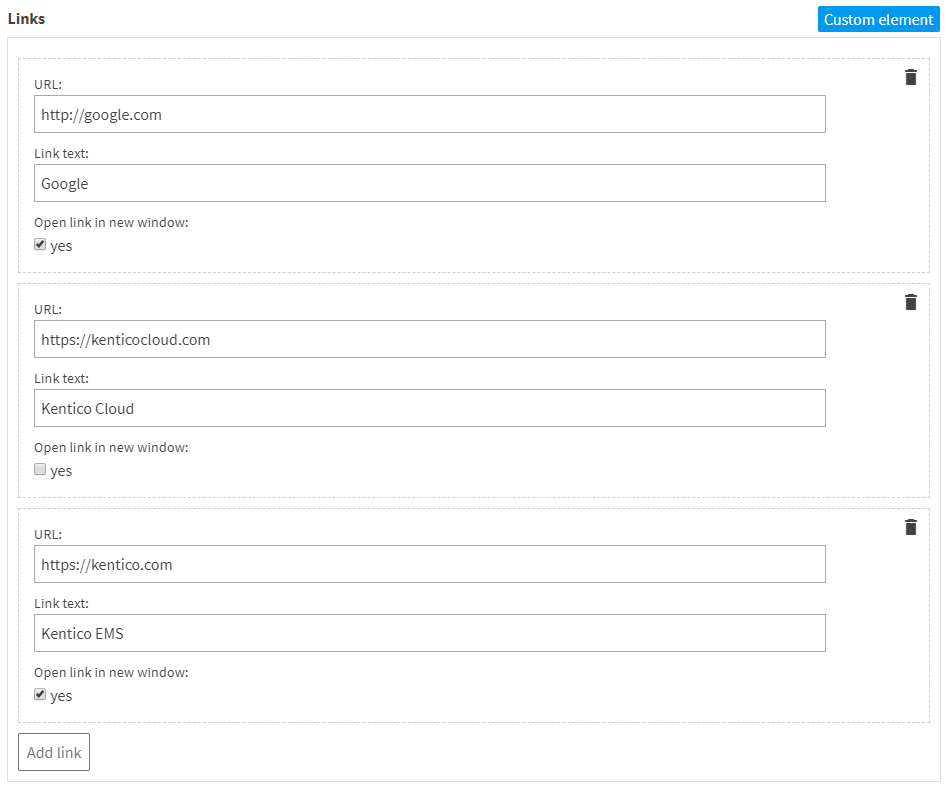 Links
Custom element
URL:
http://google.com
Link text:
Google
Open link in new window:
yes
URL:
https://kenticocloud.com
Link text:
Kentico Cloud
Open link in new window:
yes
URL:
https://kentico.com
Link text:
Kentico EMS
Open link in new window:
yes
Add link